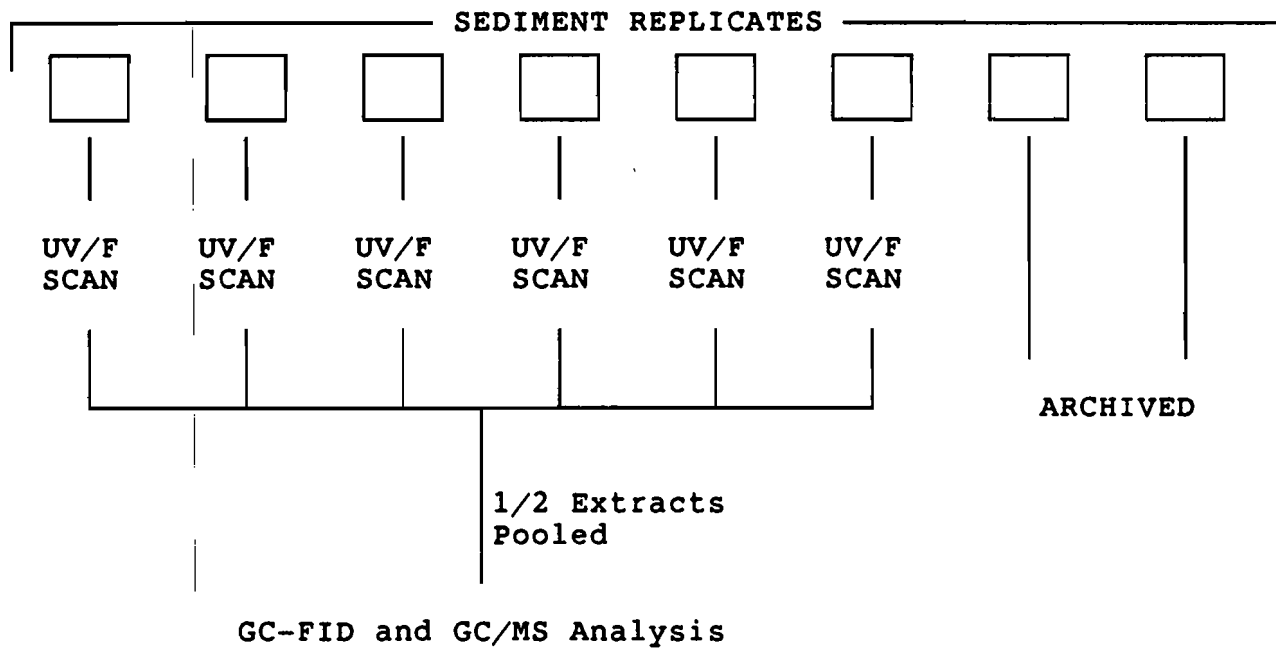 SEDIMENT REPLICATES
UV/F UV/F UV/F UV/F UV/F UV/F
SCAN SCAN SCAN SCAN SCAN SCAN
ARCHIVED
1/2 Extracts
Pooled
GC-FID and GC/MS Analysis